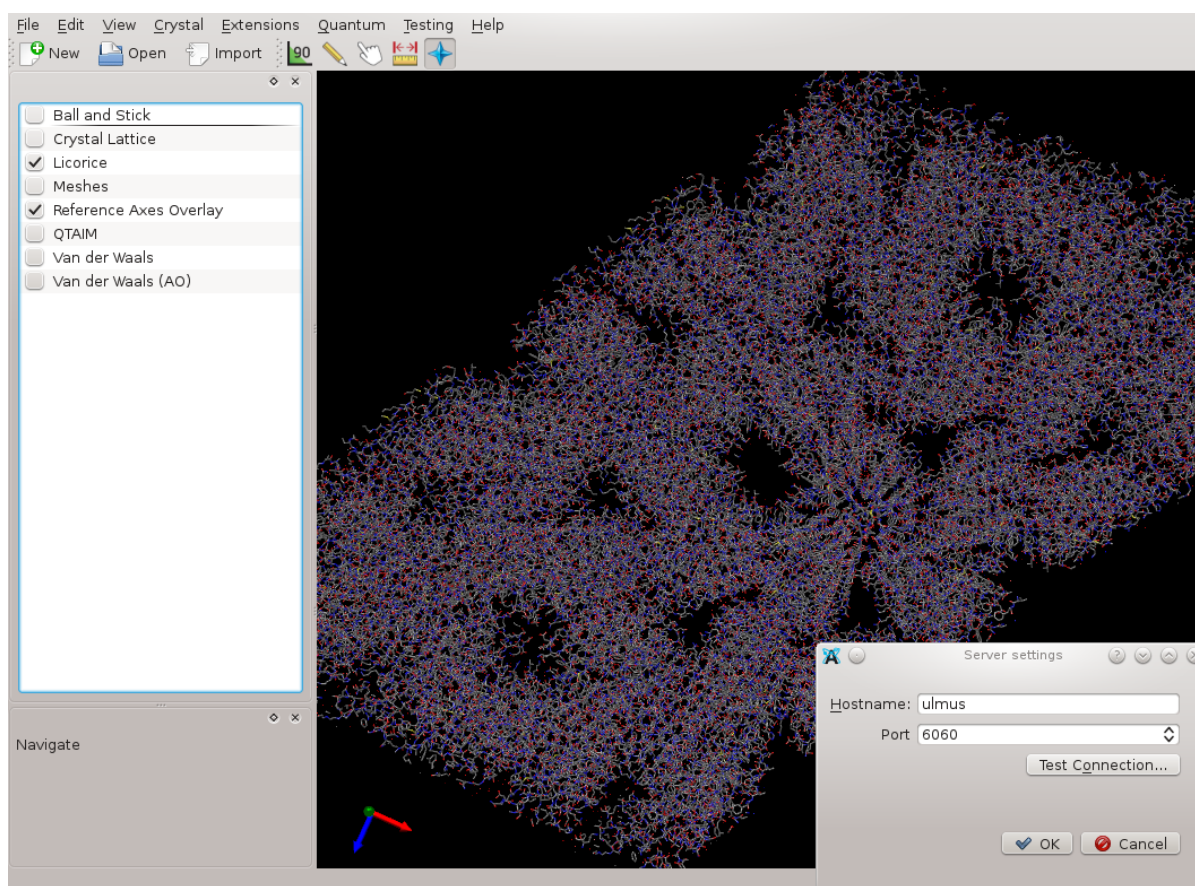 File Edit View Crystal Extensions Quantum Testing Help
New Open Import 90
Ball and Stick
Crystal Lattice
Licorice
Meshes
Reference Axes Overlay
QTAIM
Van der Waals
Van der Waals (AO)
Navigate
A Server settings
Hostname: ulmus
Port 6060
Test Connection...
OK Cancel